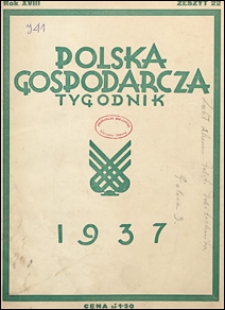 Rok XVIII ZESZYT 22
POLSKA
GOSPODARCZA
TYGODNIK
1937
CENA zł 1·50